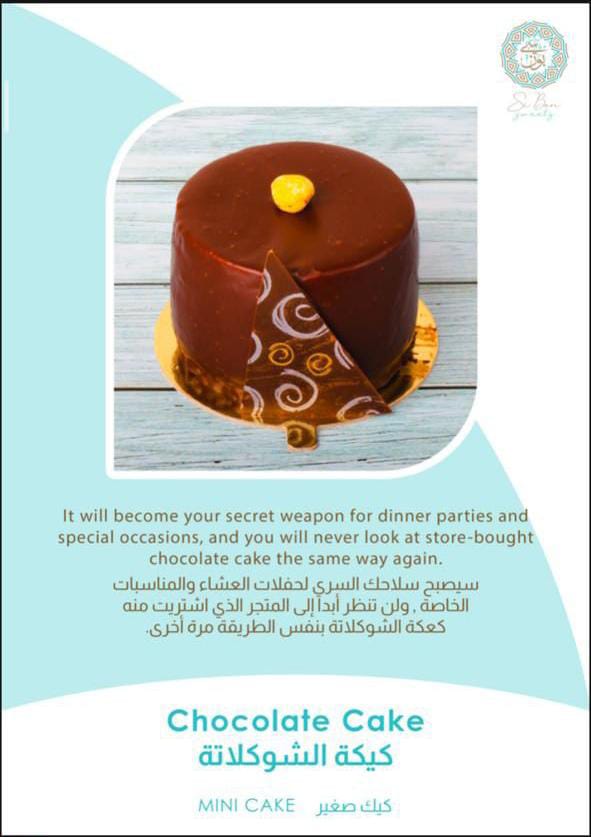 سي
بون
Si Bon
sweets
It will become your secret weapon for dinner parties and
special occasions, and you will never look at store-bought
chocolate cake the same way again.
سيصبح سلاحك السري لحفلات العشاء والمناسبات
الخاصة , ولن تنظر أبداً إلى المتجر الذي اشتريت منه
كعكة الشوكلاتة بنفس الطريقة مرة أخرى.
Chocolate Cake
كيكة الشوكلاتة
MINI CAKE كيك صغير